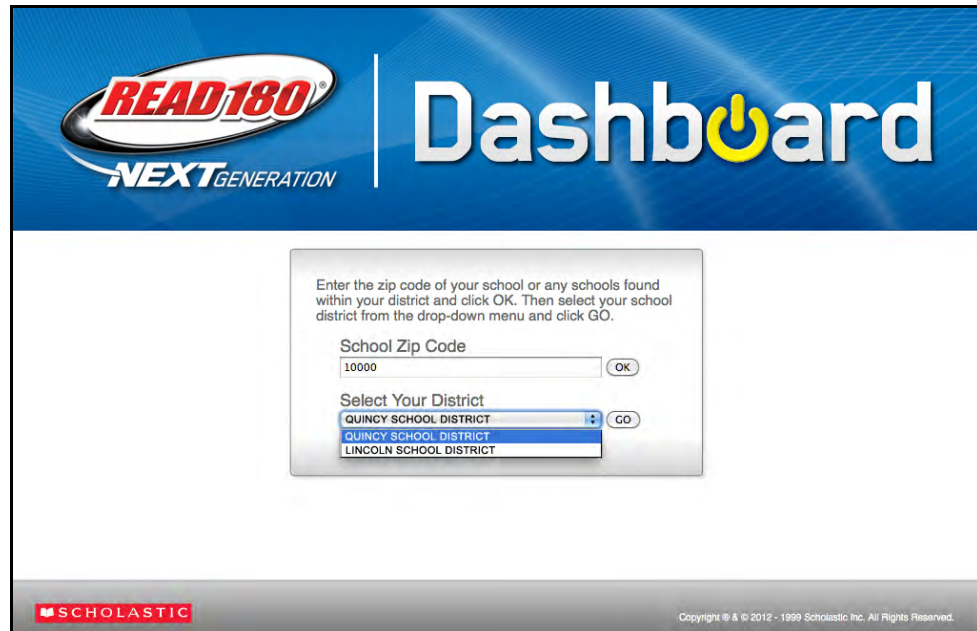 READ180®
NEXT GENERATION
Dashboard
Enter the zip code of your school or any schools found
within your district and click OK. Then select your school
district from the drop-down menu and click GO.
School Zip Code
10000
OK
Select Your District
QUINCY SCHOOL DISTRICT
GO
QUINCY SCHOOL DISTRICT
LINCOLN SCHOOL DISTRICT
SCHOLASTIC
Copyright ® & © 2012 - 1999 Scholastic Inc. All Rights Reserved.